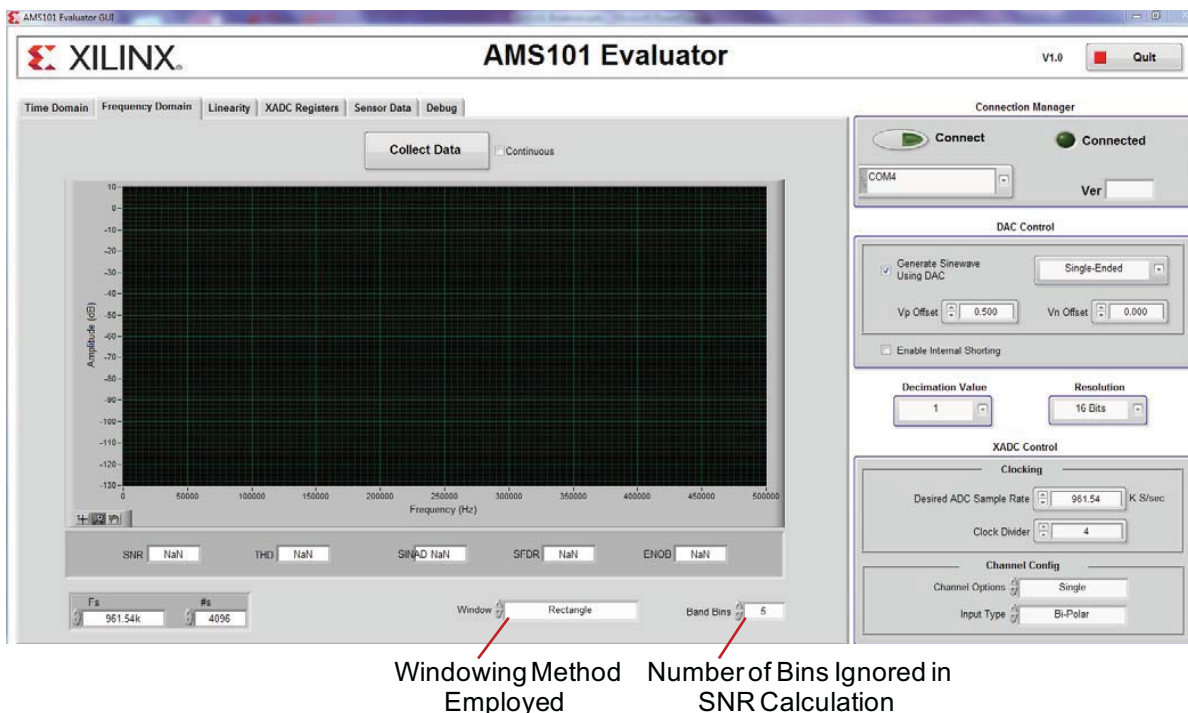 AMS101 Evaluator GUI
XILINX®
AMS101 Evaluator
V1.0
Quit
Time Domain
Frequency Domain
Linearity
XADC Registers
Sensor Data
Debug
Collect Data
Continuous
Amplitude (dB)
10
0
-10
-20
-30
-40
-50
-60
-70
-80
-90
-100
-110
-120
-130
0 50000 100000 150000 200000 250000 300000 350000 400000 450000 500000
Frequency (Hz)
SNR NaN
THD NaN
SINAD NaN
SFDR NaN
ENOB NaN
Fs
961.54k
#s
4096
Window Rectangle
Band Bins 5
Connection Manager
Connect
Connected
COM4
Ver
DAC Control
Generate Sinewave
Using DAC
Single-Ended
Vp Offset 0.500
Vn Offset 0.000
Enable Internal Shorting
Decimation Value
1
Resolution
16 Bits
XADC Control
Clocking
Desired ADC Sample Rate 961.54 K S/sec
Clock Divider 4
Channel Config
Channel Options Single
Input Type Bi-Polar
Windowing Method
Employed
Number of Bins Ignored in
SNR Calculation